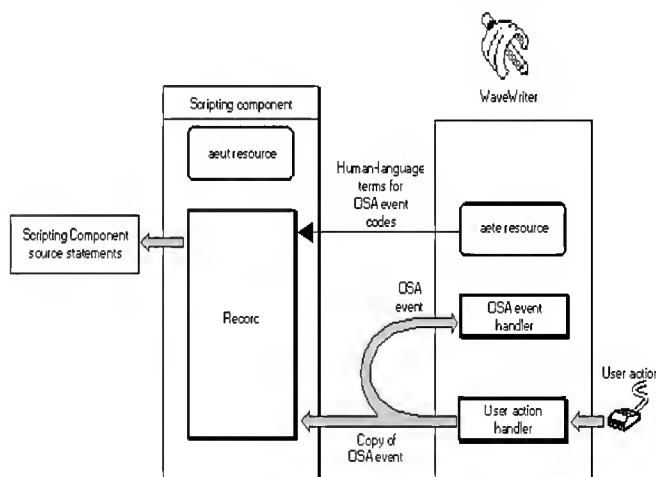 WaveWriter
Scripting component
aeut resource
Human-language
terms for
OSA event
codes
aete resource
Scripting Component
source statements
OSA
event
OSA event
handler
Record
User action
User action
handler
Copy of
OSA event